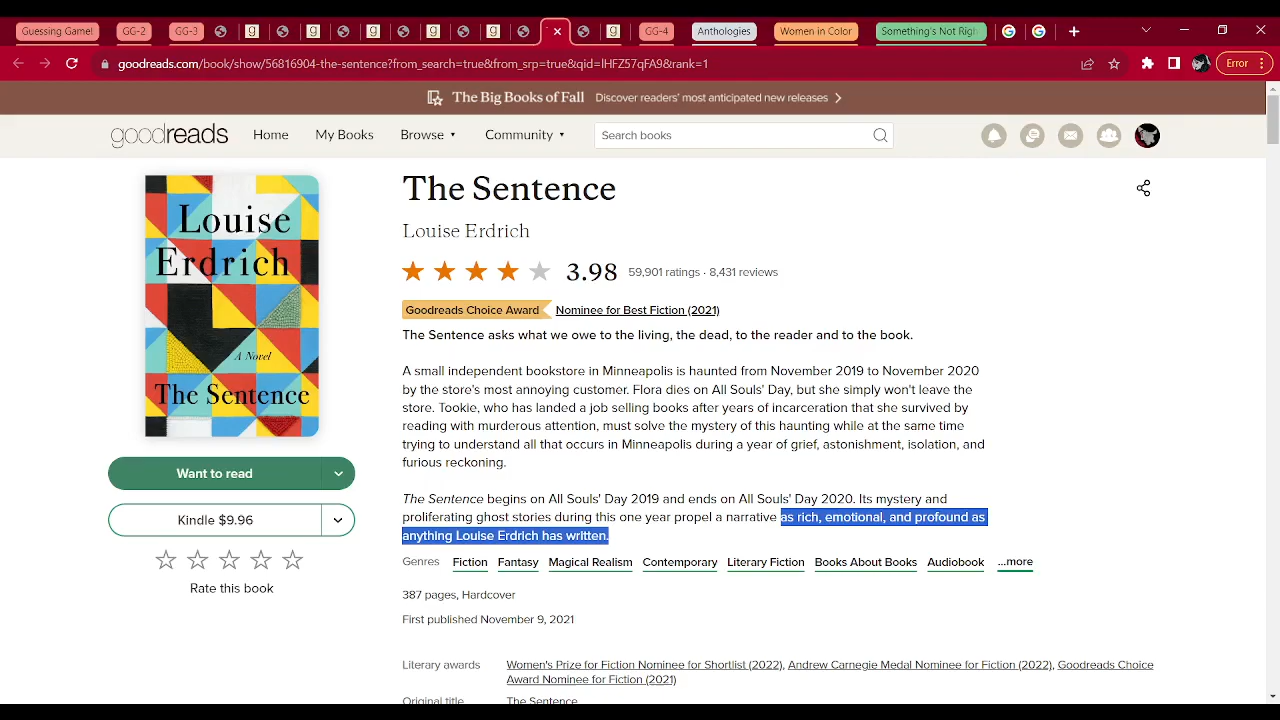 Guessing Game!
GG-2
GG-3
GG-4
Anthologies
Women in Color
Something's Not Righ
goodreads.com/book/show/56816904-the-sentence?from_search=true&from_srp=true&qid=lHFZ57qFA9&rank=1
Error
The Big Books of Fall Discover readers' most anticipated new releases
goodreads
Home
My Books
Browse
Community
Search books
Louise
Erdrich
A Novel
The Sentence
Want to read
Kindle $9.96
Rate this book
The Sentence
Louise Erdrich
3.98 59,901 ratings · 8,431 reviews
Goodreads Choice Award Nominee for Best Fiction (2021)
The Sentence asks what we owe to the living, the dead, to the reader and to the book.
A small independent bookstore in Minneapolis is haunted from November 2019 to November 2020
by the store's most annoying customer. Flora dies on All Souls' Day, but she simply won't leave the
store. Tookie, who has landed a job selling books after years of incarceration that she survived by
reading with murderous attention, must solve the mystery of this haunting while at the same time
trying to understand all that occurs in Minneapolis during a year of grief, astonishment, isolation, and
furious reckoning.
The Sentence begins on All Souls' Day 2019 and ends on All Souls' Day 2020. Its mystery and
proliferating ghost stories during this one year propel a narrative as rich, emotional, and profound as
anything Louise Erdrich has written.
Genres Fiction Fantasy Magical Realism Contemporary Literary Fiction Books About Books Audiobook ...more
387 pages, Hardcover
First published November 9, 2021
Literary awards Women's Prize for Fiction Nominee for Shortlist (2022), Andrew Carnegie Medal Nominee for Fiction (2022), Goodreads Choice
Award Nominee for Fiction (2021)
Original title The Sentence